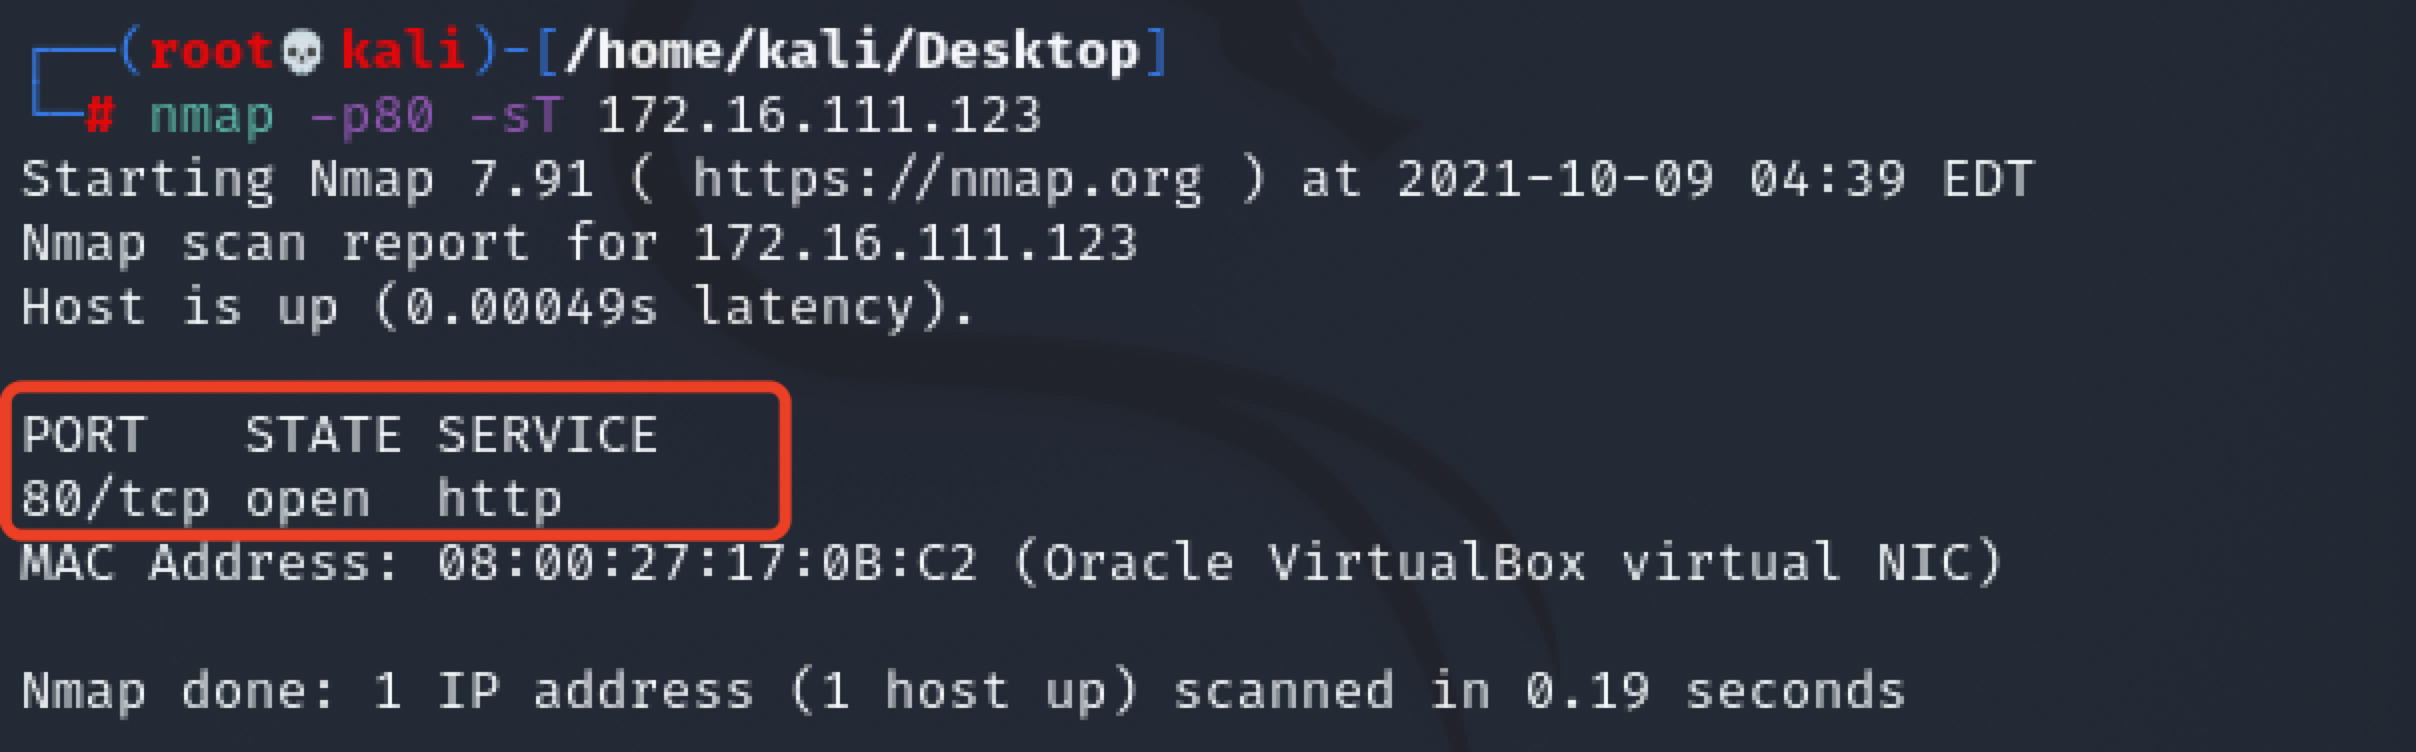 ┌──(root💀kali)-[/home/kali/Desktop]
└─# nmap -p80 -sT 172.16.111.123
Starting Nmap 7.91 ( https://nmap.org ) at 2021-10-09 04:39 EDT
Nmap scan report for 172.16.111.123
Host is up (0.00049s latency).
PORT   STATE SERVICE
80/tcp open  http
MAC Address: 08:00:27:17:0B:C2 (Oracle VirtualBox virtual NIC)
Nmap done: 1 IP address (1 host up) scanned in 0.19 seconds